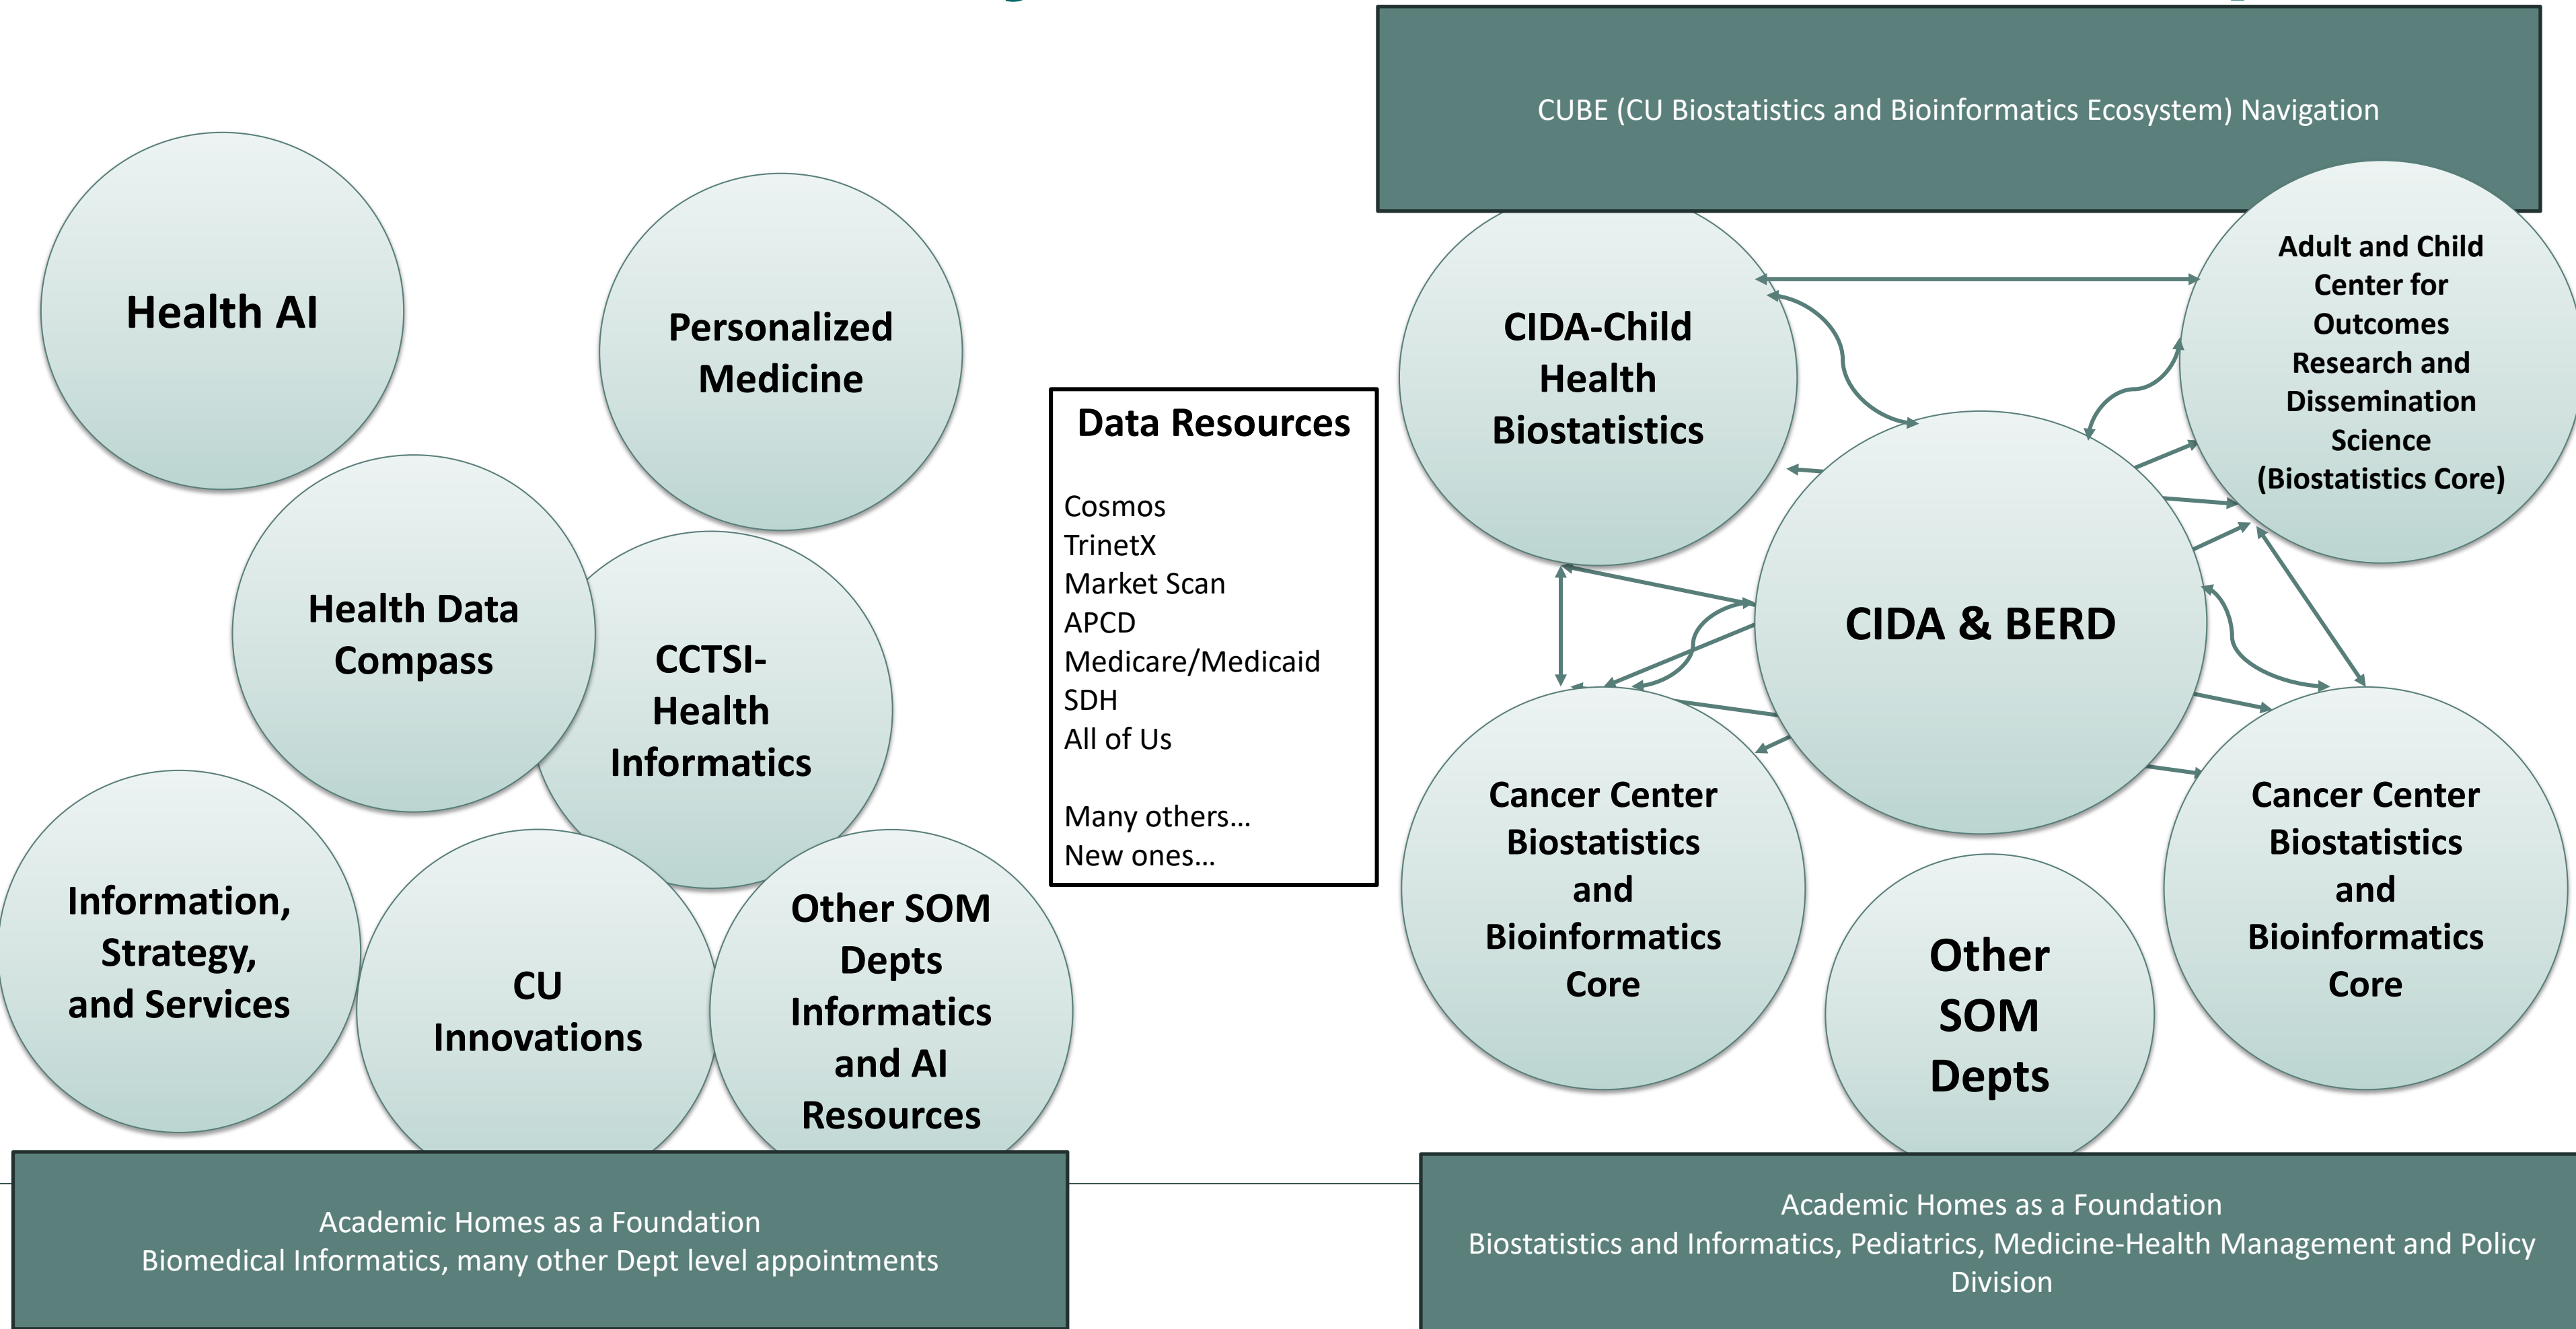 CUBE (CU Biostatistics and Bioinformatics Ecosystem) Navigation
Health AI
Personalized
Medicine
Health Data
Compass
CCTSI-
Health
Informatics
Information,
Strategy,
and Services
CU
Innovations
Other SOM
Depts
Informatics
and AI
Resources
Academic Homes as a Foundation
Biomedical Informatics, many other Dept level appointments
Data Resources
Cosmos
TrinetX
Market Scan
APCD
Medicare/Medicaid
SDH
All of Us
Many others...
New ones...
CIDA-Child
Health
Biostatistics
Adult and Child
Center for
Outcomes
Research and
Dissemination
Science
(Biostatistics Core)
CIDA & BERD
Cancer Center
Biostatistics
and
Bioinformatics
Core
Other
SOM
Depts
Cancer Center
Biostatistics
and
Bioinformatics
Core
Academic Homes as a Foundation
Biostatistics and Informatics, Pediatrics, Medicine-Health Management and Policy
Division